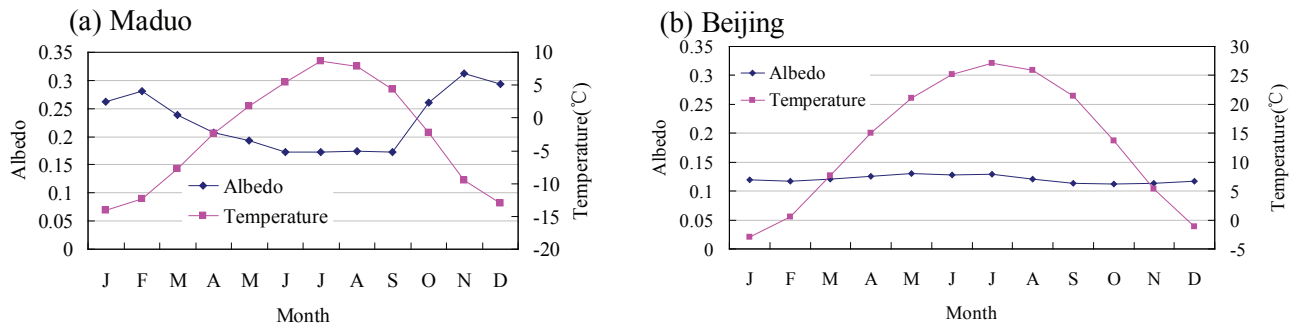 (a) Maduo
0.35
0.3
0.25
0.2
0.15
0.1
0.05
0
Albedo
10
5
0
-5
-10
-15
-20
Temperature(℃)
Albedo
Temperature
J F M A M J J A S O N D
Month
(b) Beijing
0.35
0.3
0.25
0.2
0.15
0.1
0.05
0
Albedo
30
25
20
15
10
5
0
-5
Temperature(℃)
Albedo
Temperature
J F M A M J J A S O N D
Month